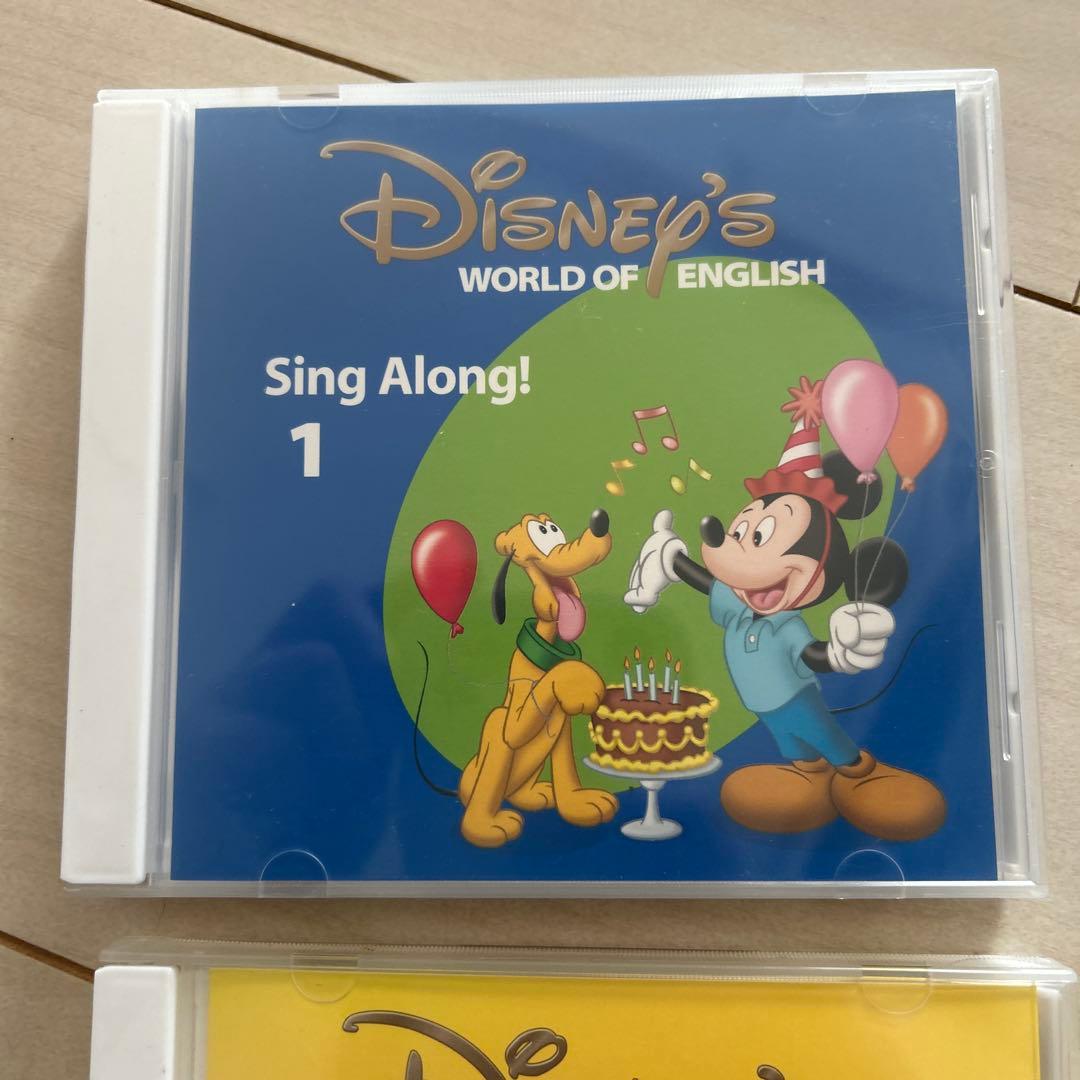 Disney's
WORLD OF ENGLISH
Sing Along!
1